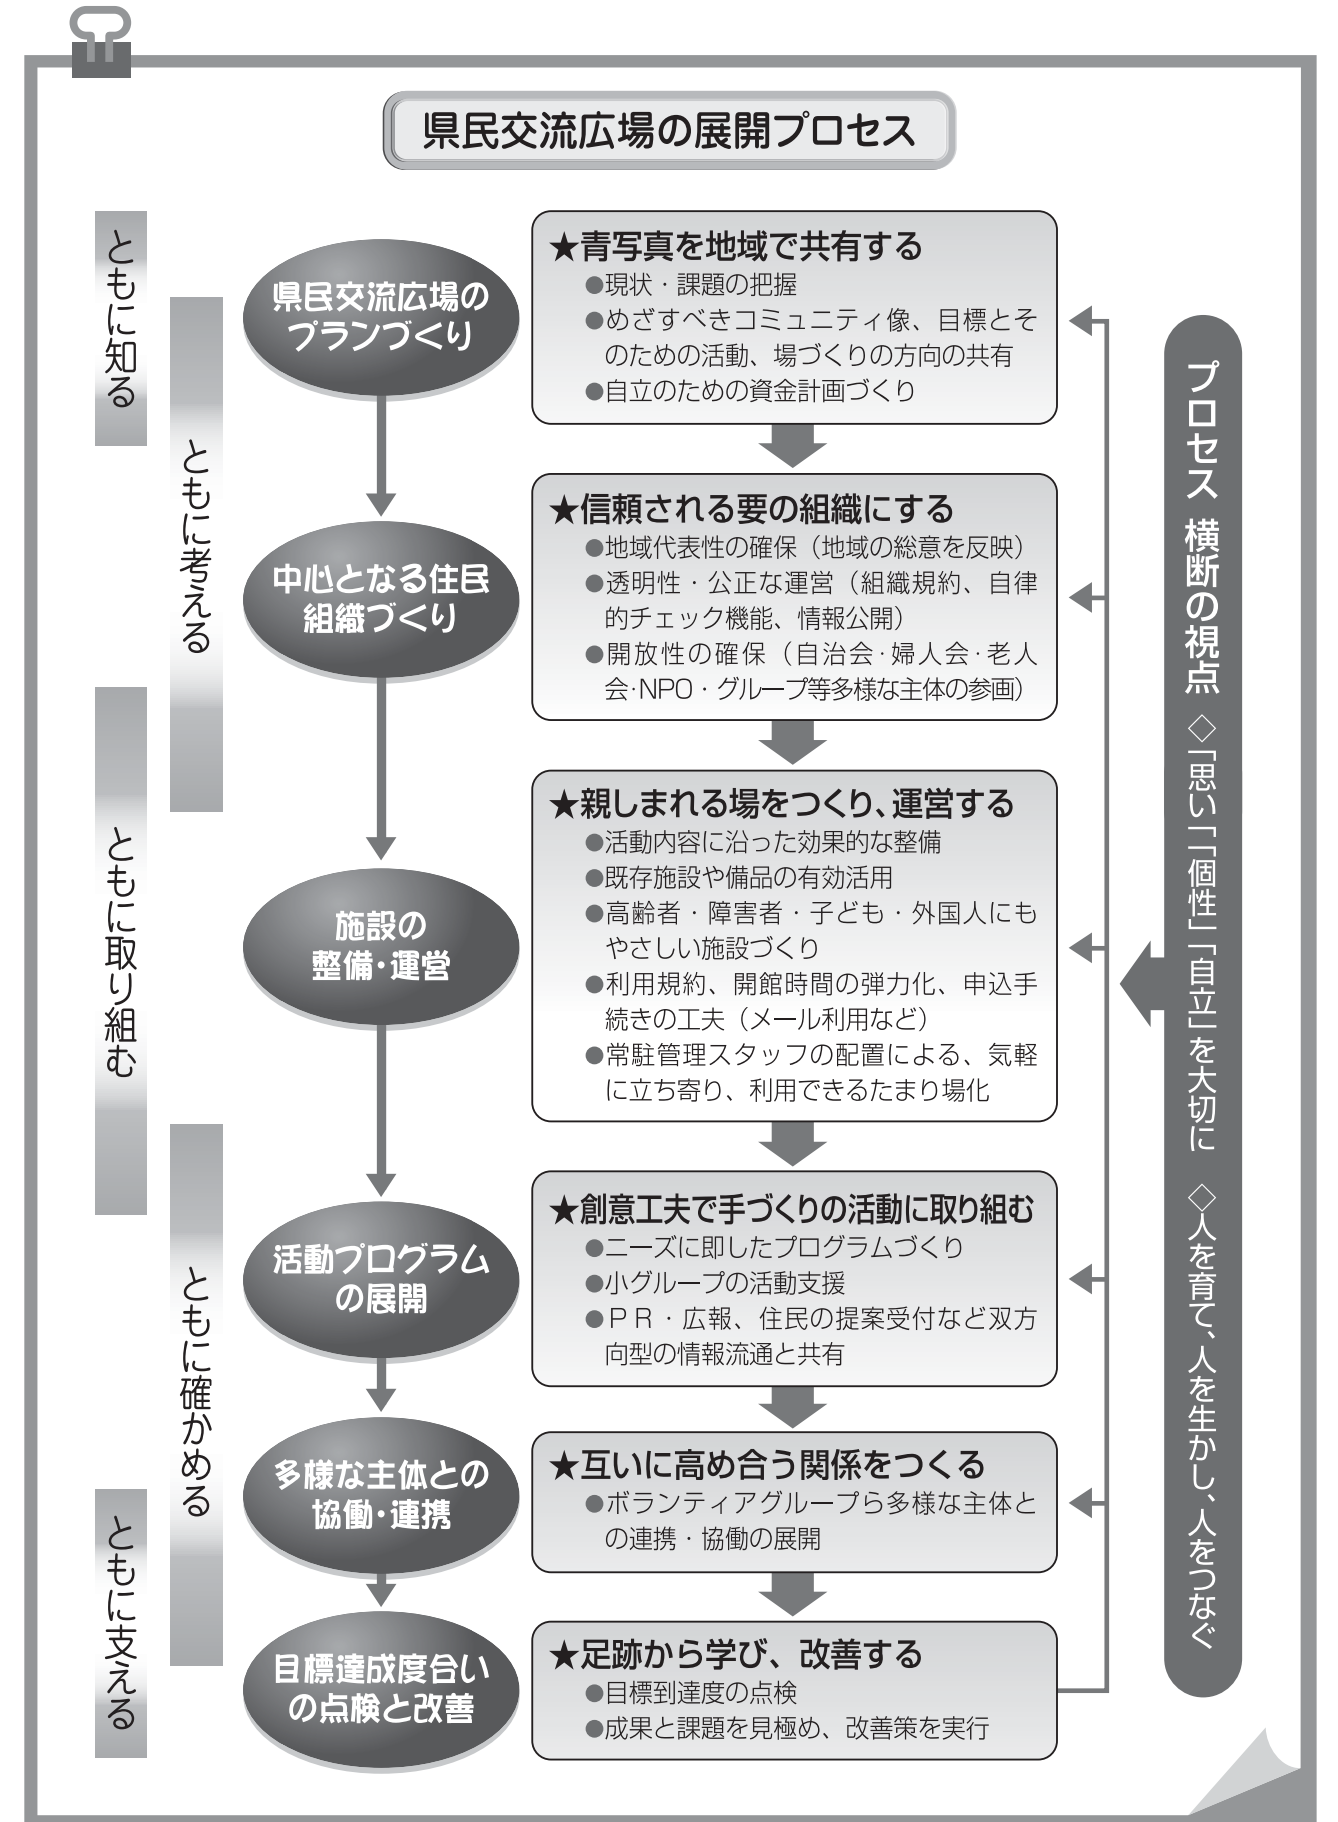 県民交流広場の展開プロセス
ともに知る
ともに考える
ともに取り組む
ともに確かめる
ともに支える
県民交流広場の
プランづくり
★青写真を地域で共有する
●現状・課題の把握
●めざすべきコミュニティ像、目標とそ
のための活動、場づくりの方向の共有
●自立のための資金計画づくり
中心となる住民
組織づくり
★信頼される要の組織にする
●地域代表性の確保（地域の総意を反映）
●透明性・公正な運営（組織規約、自律
的チェック機能、情報公開）
●開放性の確保（自治会･婦人会･老人
会･NPO・グループ等多様な主体の参画）
施設の
整備･運営
★親しまれる場をつくり、運営する
●活動内容に沿った効果的な整備
●既存施設や備品の有効活用
●高齢者・障害者・子ども・外国人にも
やさしい施設づくり
●利用規約、開館時間の弾力化、申込手
続きの工夫（メール利用など）
●常駐管理スタッフの配置による、気軽
に立ち寄り、利用できるたまり場化
活動プログラム
の展開
★創意工夫で手づくりの活動に取り組む
●ニーズに即したプログラムづくり
●小グループの活動支援
●ＰＲ・広報、住民の提案受付など双方
向型の情報流通と共有
多様な主体との
協働･連携
★互いに高め合う関係をつくる
●ボランティアグループら多様な主体と
の連携・協働の展開
目標達成度合い
の点検と改善
★足跡から学び、改善する
●目標到達度の点検
●成果と課題を見極め、改善策を実行
プロセス 横断の視点 ◇「思い」「個性」「自立」を大切に ◇人を育て、人を生かし、人をつなぐ